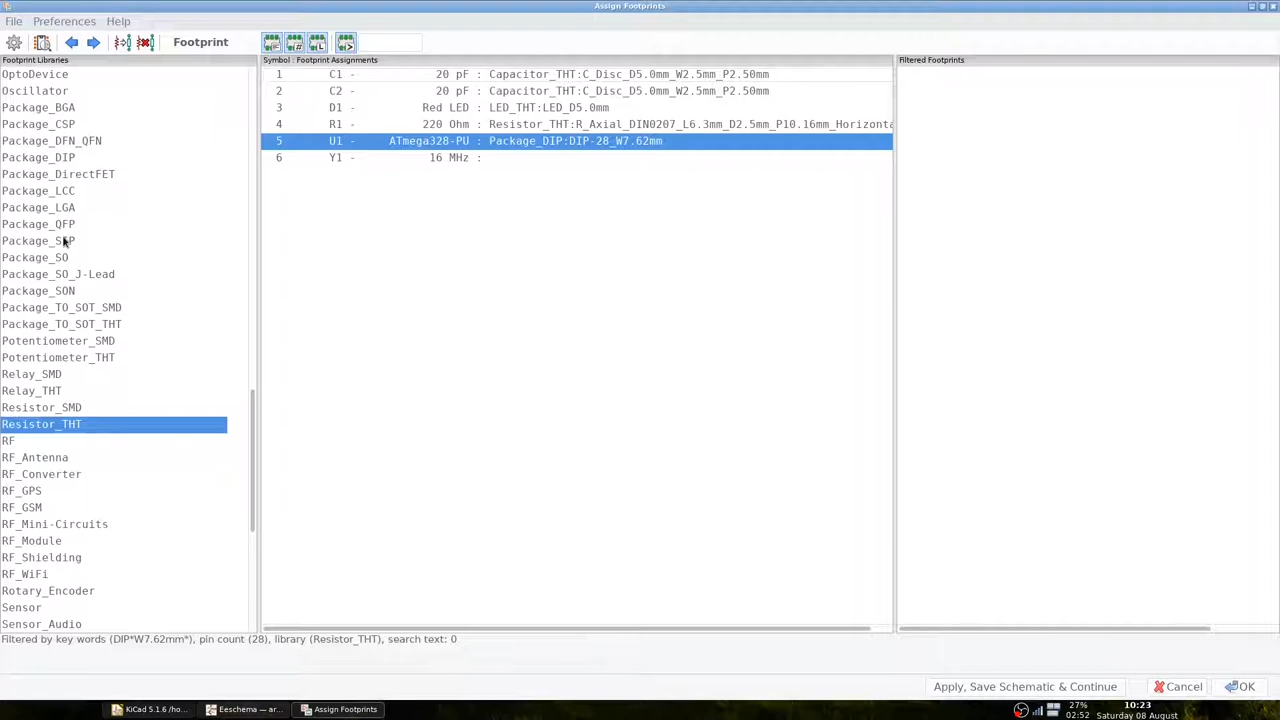 Assign Footprints
File Preferences Help
Footprint
Footprint Libraries
OptoDevice
Oscillator
Package_BGA
Package_CSP
Package_DFN_QFN
Package_DIP
Package_DirectFET
Package_LCC
Package_LGA
Package_QFP
Package_SIP
Package_SO
Package_SO_J-Lead
Package_SON
Package_TO_SOT_SMD
Package_TO_SOT_THT
Potentiometer_SMD
Potentiometer_THT
Relay_SMD
Relay_THT
Resistor_SMD
Resistor_THT
RF
RF_Antenna
RF_Converter
RF_GPS
RF_GSM
RF_Mini-Circuits
RF_Module
RF_Shielding
RF_WiFi
Rotary_Encoder
Sensor
Sensor_Audio
Symbol : Footprint Assignments
1 C1 - 20 pF : Capacitor_THT:C_Disc_D5.0mm_W2.5mm_P2.50mm
2 C2 - 20 pF : Capacitor_THT:C_Disc_D5.0mm_W2.5mm_P2.50mm
3 D1 - Red LED : LED_THT:LED_D5.0mm
4 R1 - 220 Ohm : Resistor_THT:R_Axial_DIN0207_L6.3mm_D2.5mm_P10.16mm_Horizonta
5 U1 - ATmega328-PU : Package_DIP:DIP-28_W7.62mm
6 Y1 - 16 MHz :
Filtered Footprints
Filtered by key words (DIP*W7.62mm*), pin count (28), library (Resistor_THT), search text: 0
Apply, Save Schematic & Continue
Cancel
OK
KiCad 5.1.6 /ho...
Eeschema — ar...
Assign Footprints
27%
02:52
10:23
Saturday 08 August